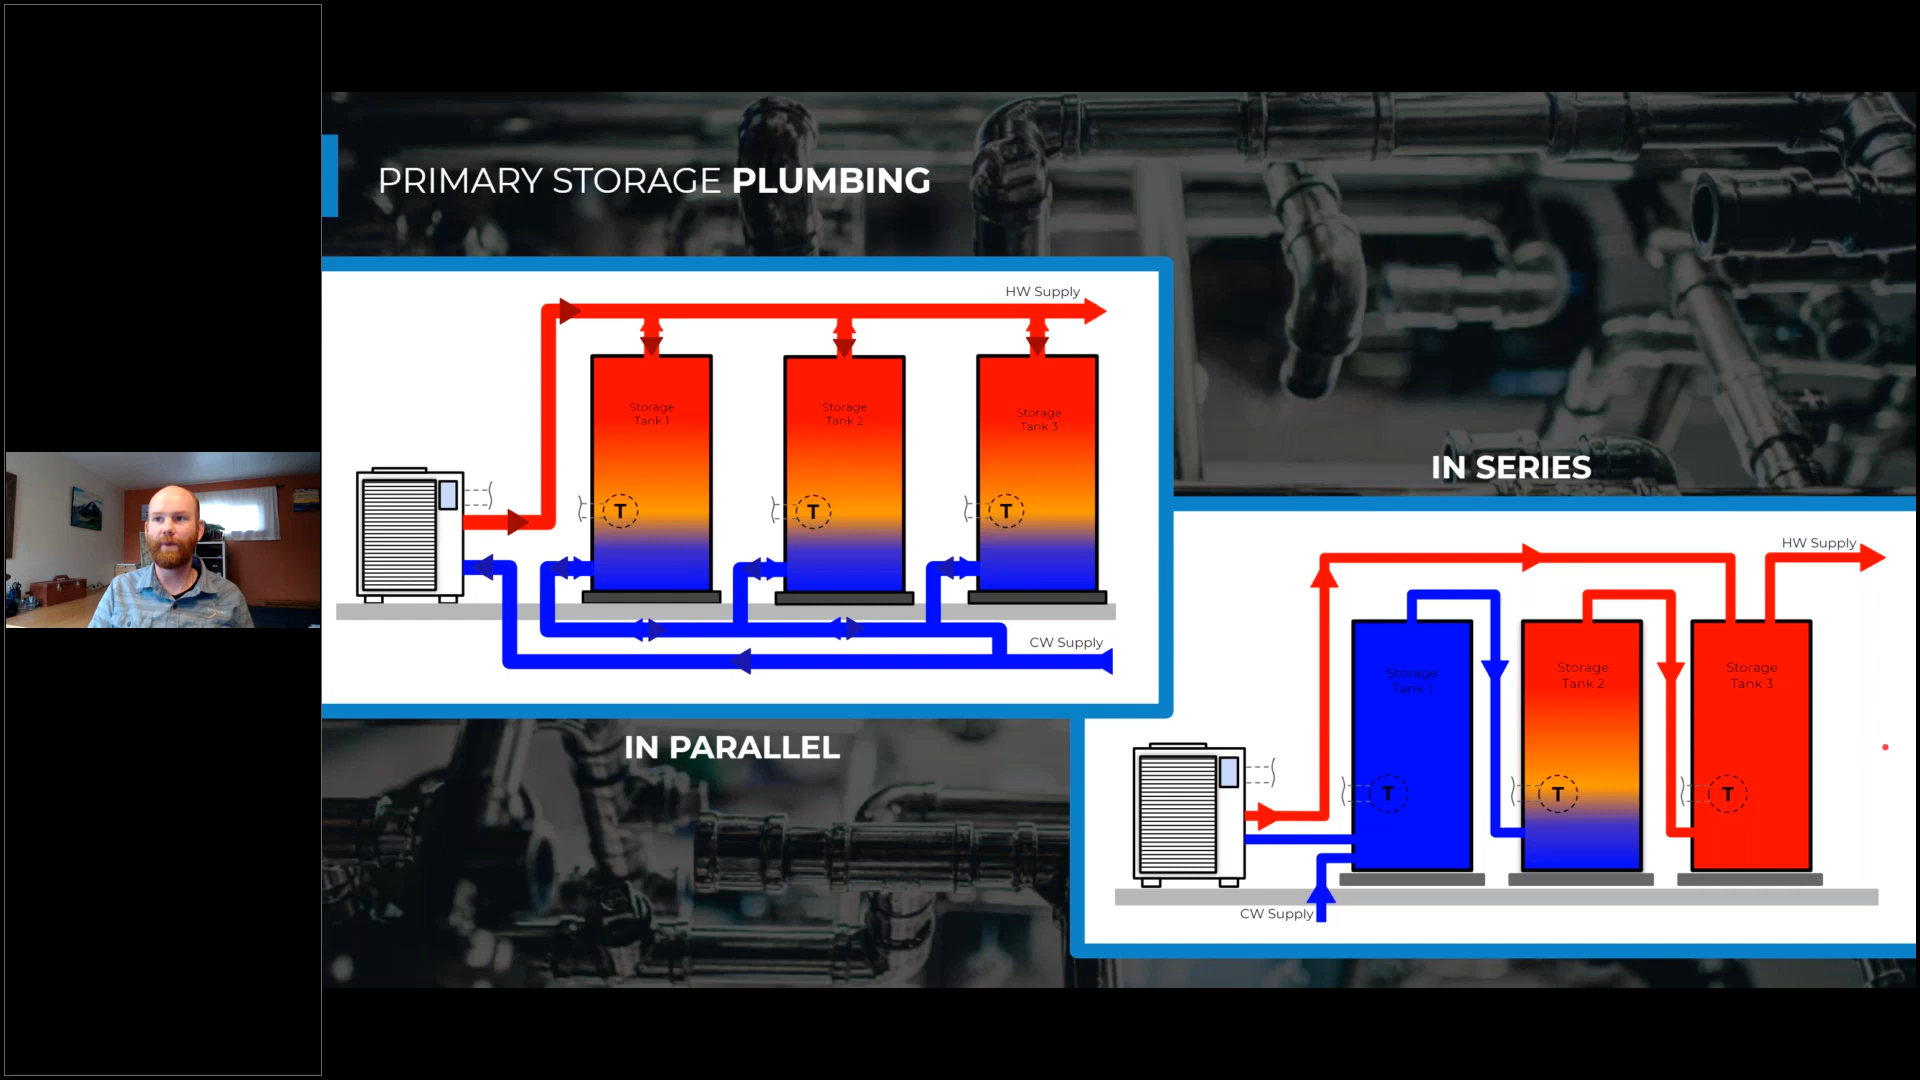 PRIMARY STORAGE PLUMBING
HW Supply
Storage
Tank 1
Storage
Tank 2
Storage
Tank 3
T
T
T
CW Supply
IN PARALLEL
IN SERIES
HW Supply
Storage
Tank 1
Storage
Tank 2
Storage
Tank 3
T
T
T
CW Supply